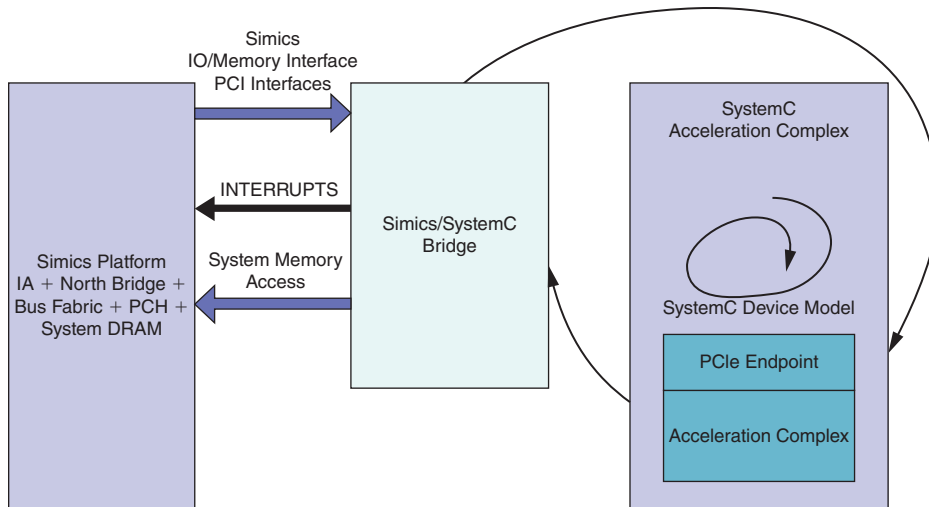 Simics
IO/Memory Interface
PCI Interfaces
INTERRUPTS
System Memory
Access
Simics Platform
IA + North Bridge +
Bus Fabric + PCH +
System DRAM
Simics/SystemC
Bridge
SystemC
Acceleration Complex
SystemC Device Model
PCIe Endpoint
Acceleration Complex